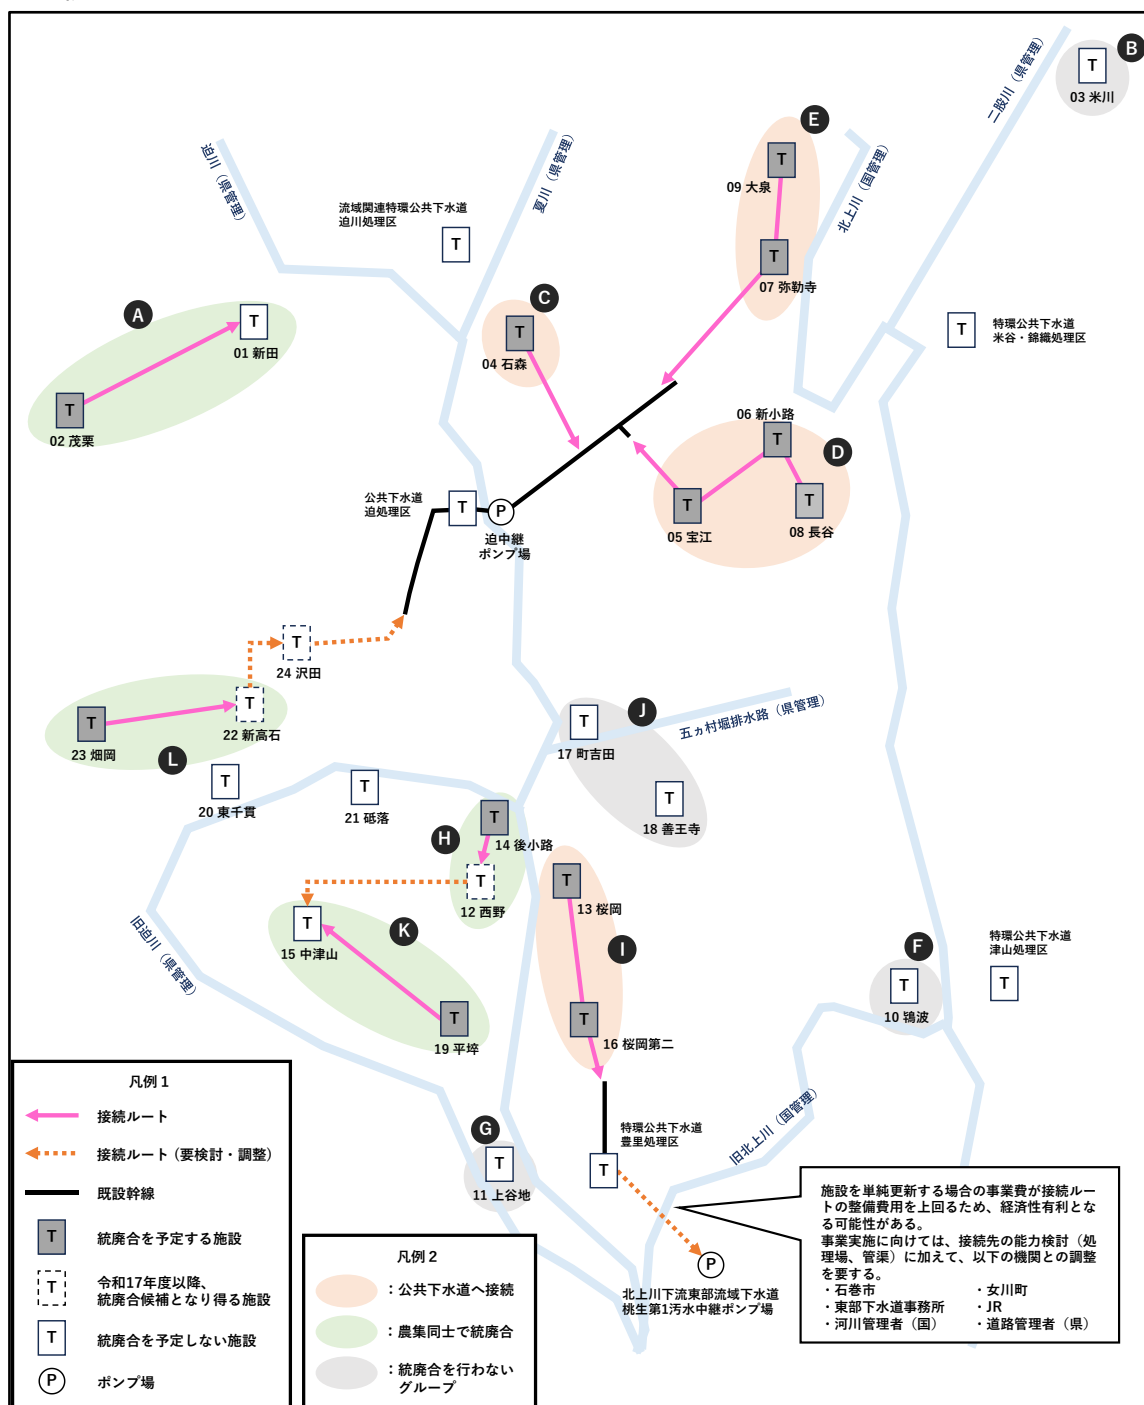 B
T
03 米川
二股川（県管理）
E
T
09 大泉
北上川（国管理）
T
07 弥勒寺
迫川（県管理）
夏川（県管理）
流域関連特環公共下水道
迫川処理区
T
A
T
01 新田
T
02 茂栗
C
T
04 石森
T
特環公共下水道
米谷・錦織処理区
06 新小路
T
D
T
05 宝江
T
08 長谷
公共下水道
迫処理区
T
P
迫中継
ポンプ場
T
24 沢田
T
22 新高石
T
23 畑岡
L
J
T
17 町吉田
五ヵ村堀排水路（県管理）
T
18 善王寺
T
20 東千貫
T
21 砥落
H
T
14 後小路
T
12 西野
T
13 桜岡
I
T
16 桜岡第二
K
T
15 中津山
T
19 平埣
旧迫川（県管理）
F
T
10 鴇波
特環公共下水道
津山処理区
T
旧北上川（国管理）
G
T
11 上谷地
特環公共下水道
豊里処理区
T
P
北上川下流東部流域下水道
桃生第1汚水中継ポンプ場
施設を単純更新する場合の事業費が接続ルー
トの整備費用を上回るため、経済性有利とな
る可能性がある。
事業実施に向けては、接続先の能力検討（処
理場、管渠）に加えて、以下の機関との調整
を要する。
・石巻市 ・女川町
・東部下水道事務所 ・JR
・河川管理者（国） ・道路管理者（県）
凡例１
接続ルート
接続ルート（要検討・調整）
既設幹線
T 統廃合を予定する施設
T 令和17年度以降、
統廃合候補となり得る施設
T 統廃合を予定しない施設
P ポンプ場
凡例２
：公共下水道へ接続
：農集同士で統廃合
：統廃合を行わない
グループ